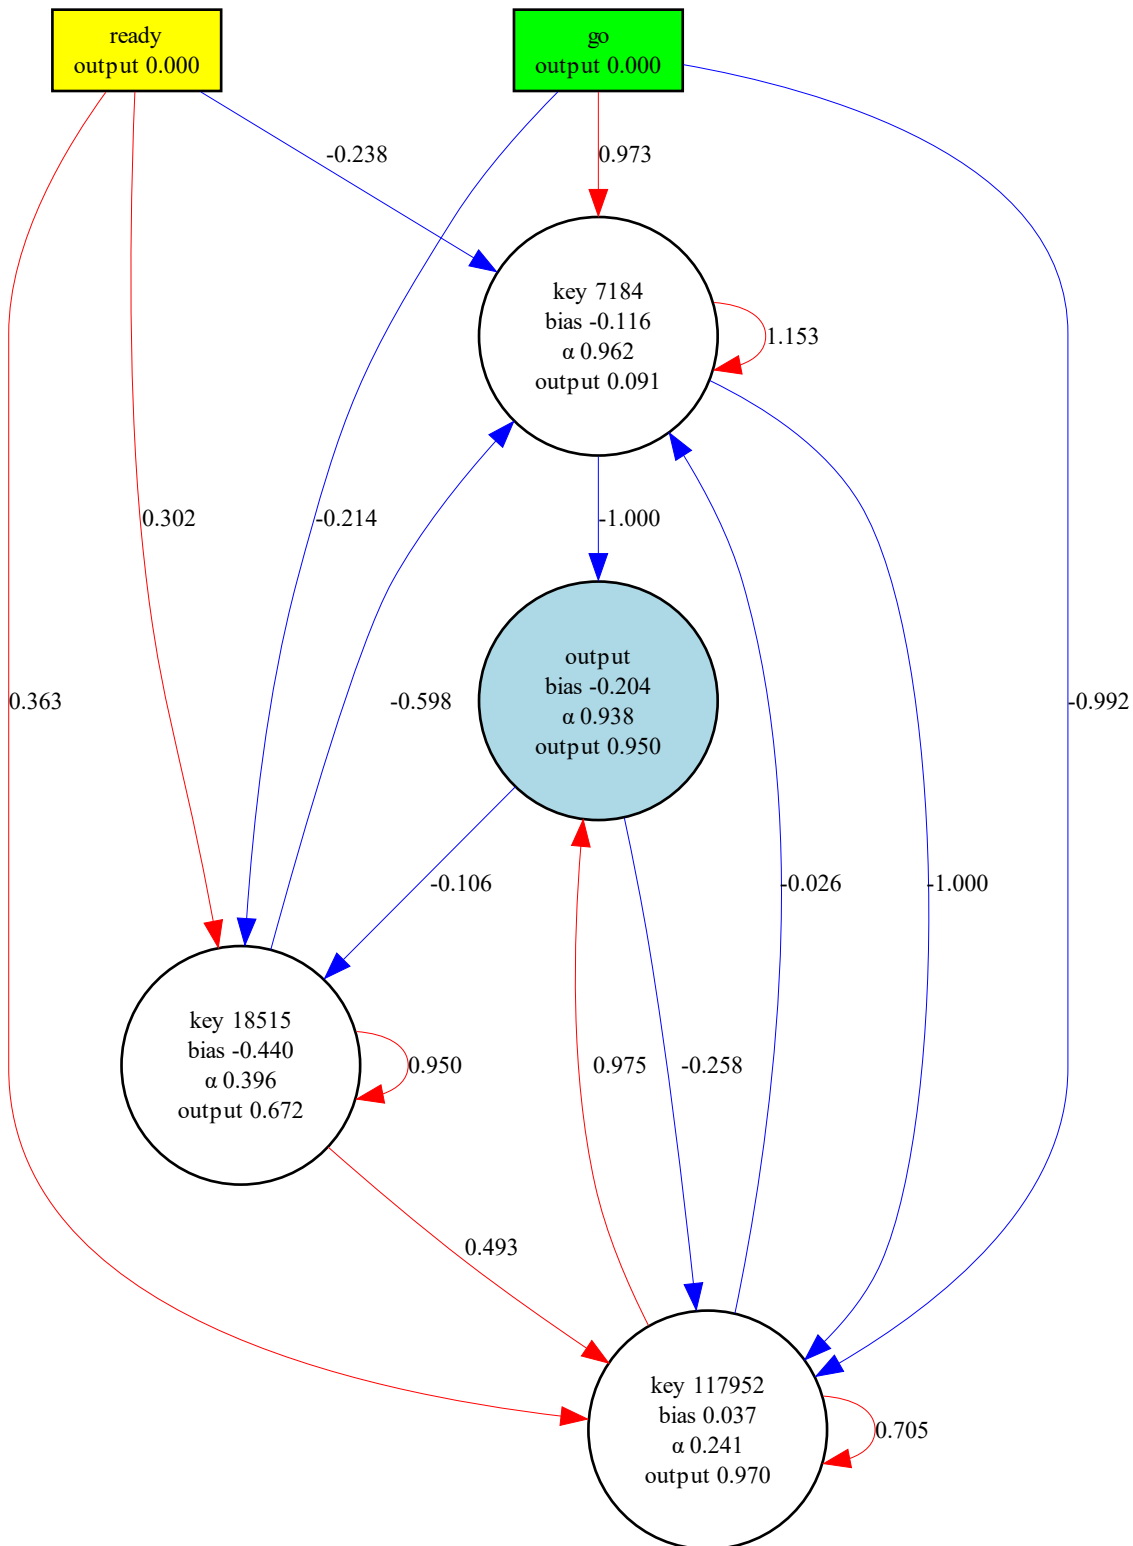 ready
output 0.000
go
output 0.000
-0.238
0.973
key 7184
bias -0.116
α 0.962
output 0.091
1.153
0.302
-0.214
-1.000
output
bias -0.204
α 0.938
output 0.950
0.363
-0.598
-0.992
-0.106
-0.026
-1.000
key 18515
bias -0.440
α 0.396
output 0.672
0.950
0.975
-0.258
0.493
key 117952
bias 0.037
α 0.241
output 0.970
0.705